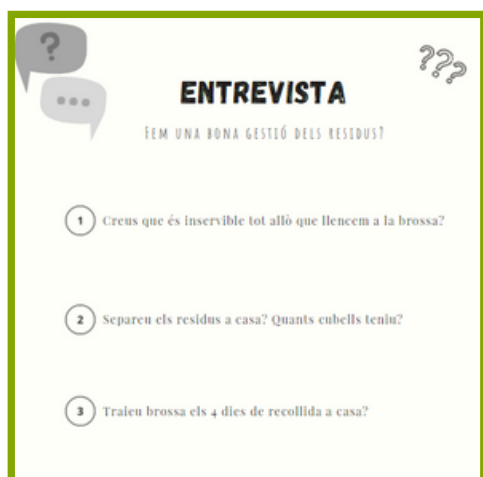 ?
???
ENTREVISTA
FEM UNA BONA GESTIÓ DELS RESIDUS?
1 Creus que és inservible tot allò que llencem a la brossa?
2 Separeu els residus a casa? Quants cubells teniu?
3 Traieu brossa els 4 dies de recollida a casa?